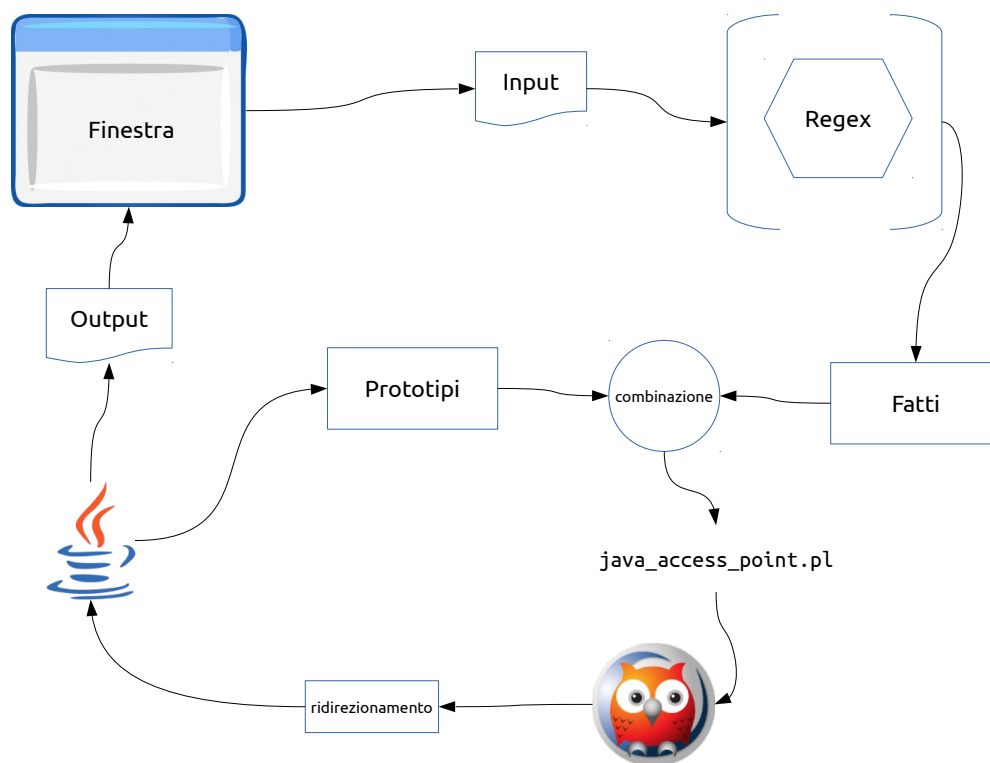 Finestra
Input
Regex
Output
Prototipi
combinazione
Fatti
java_access_point.pl
ridirezionamento